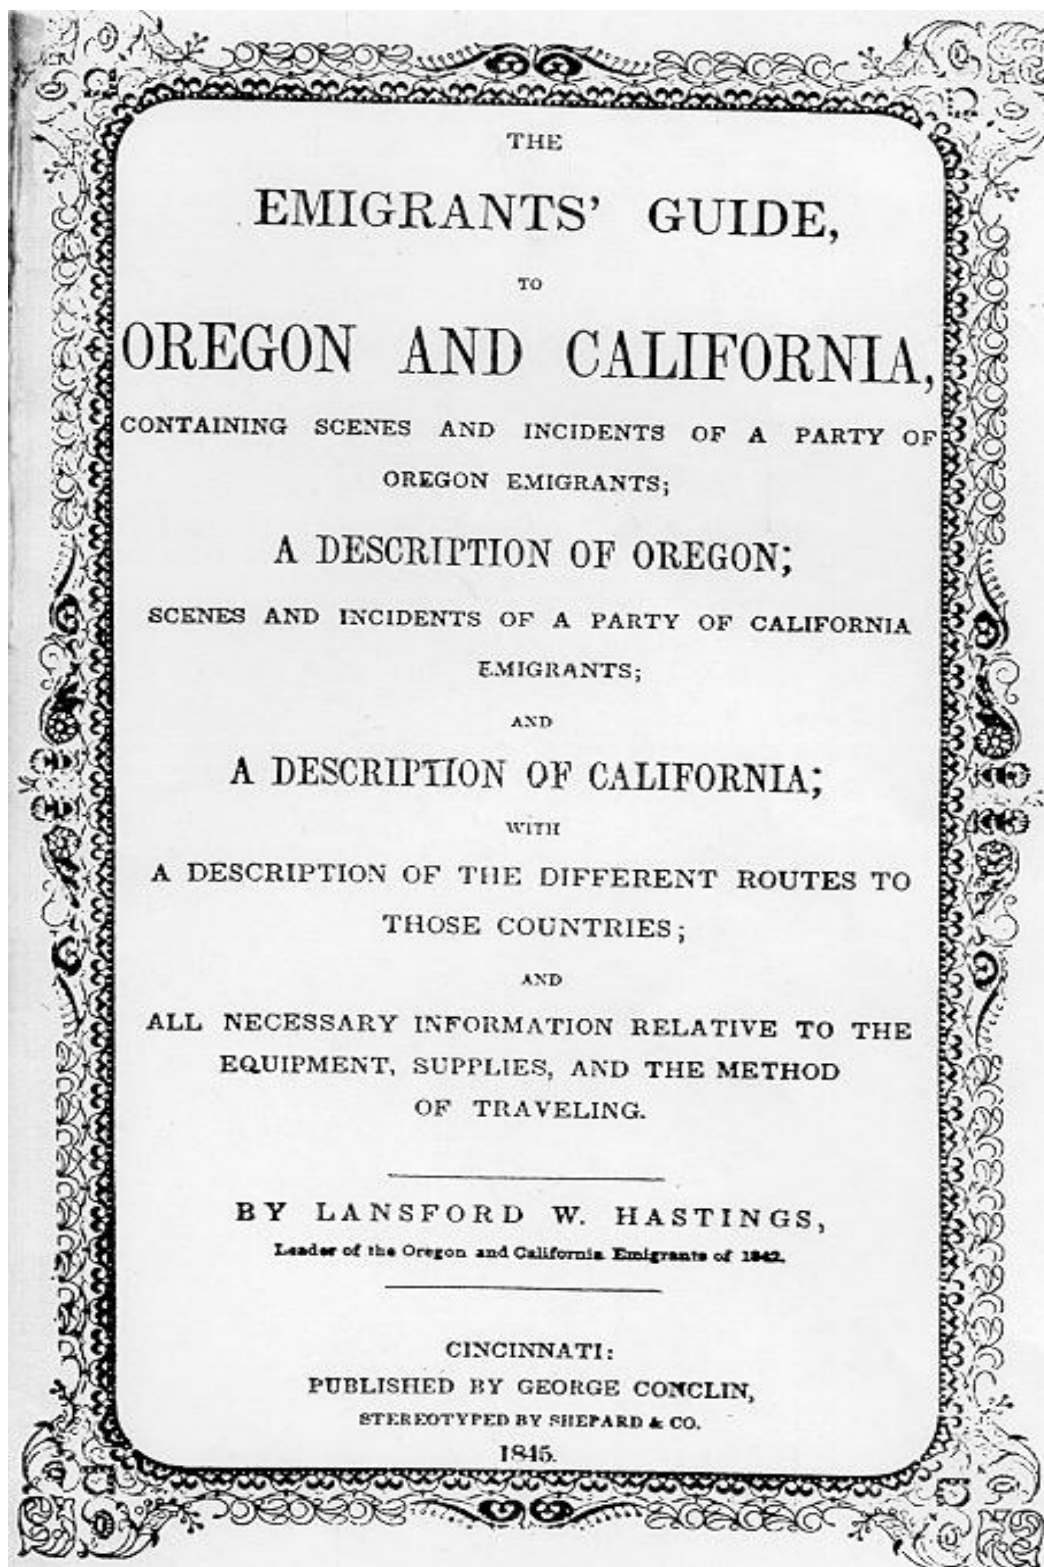 THE
EMIGRANTS' GUIDE,
TO
OREGON AND CALIFORNIA,
CONTAINING SCENES AND INCIDENTS OF A PARTY OF
OREGON EMIGRANTS;
A DESCRIPTION OF OREGON;
SCENES AND INCIDENTS OF A PARTY OF CALIFORNIA
EMIGRANTS;
AND
A DESCRIPTION OF CALIFORNIA;
WITH
A DESCRIPTION OF THE DIFFERENT ROUTES TO
THOSE COUNTRIES;
AND
ALL NECESSARY INFORMATION RELATIVE TO THE
EQUIPMENT, SUPPLIES, AND THE METHOD
OF TRAVELING.
BY LANSFORD W. HASTINGS,
Leader of the Oregon and California Emigrants of 1842.
CINCINNATI:
PUBLISHED BY GEORGE CONCLIN,
STEREOTYPED BY SHEPARD & CO.
1845.